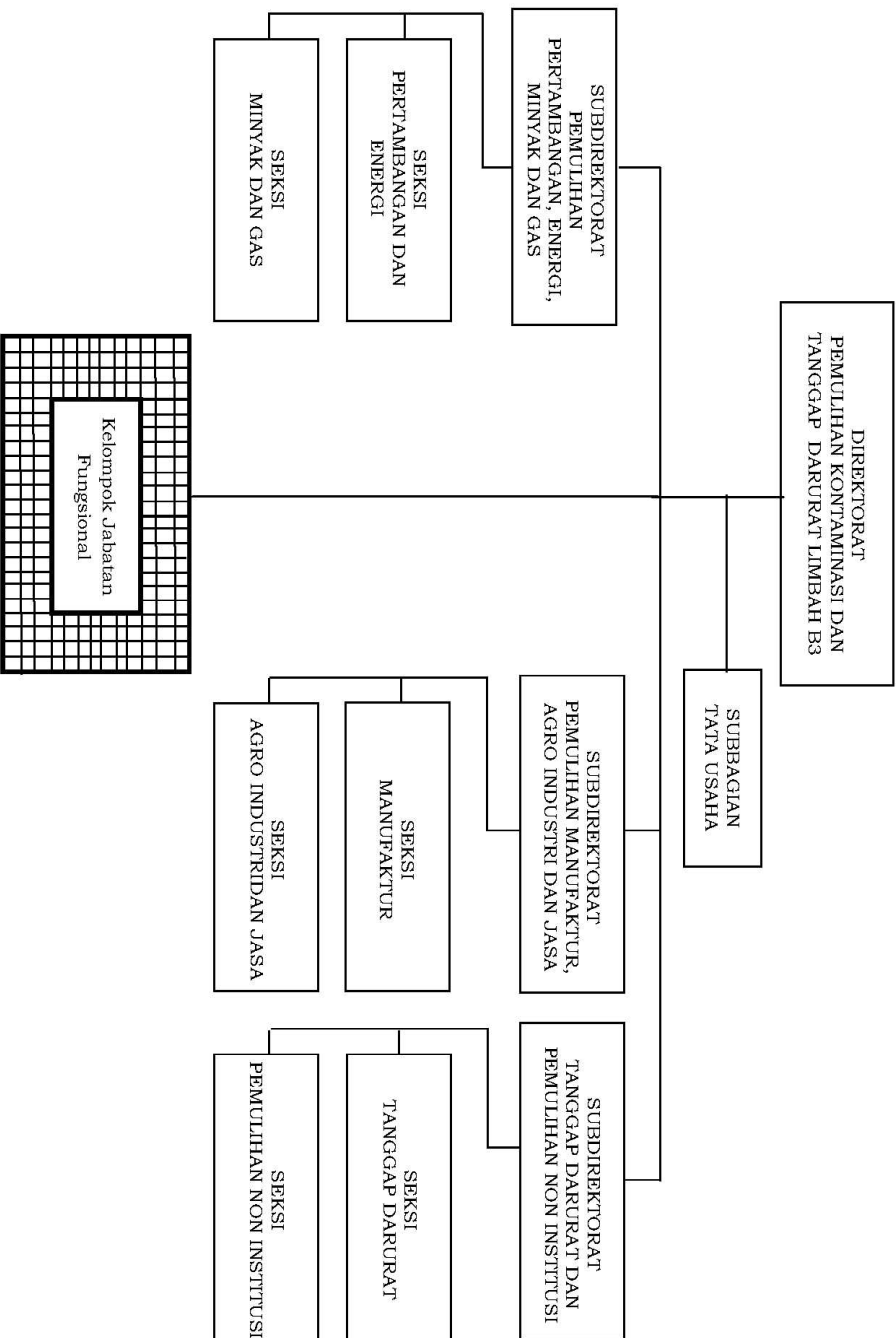 DIREKTORAT
PEMULIHAN KONTAMINASI DAN
TANGGAP DARURAT LIMBAH B3
SUBBAGIAN
TATA USAHA
SUBDIREKTORAT
PEMULIHAN
PERTAMBANGAN, ENERGI,
MINYAK DAN GAS
SUBDIREKTORAT
PEMULIHAN MANUFAKTUR,
AGRO INDUSTRI DAN JASA
SUBDIREKTORAT
TANGGAP DARURAT DAN
PEMULIHAN NON INSTITUSI
SEKSI
PERTAMBANGAN DAN
ENERGI
SEKSI
MANUFAKTUR
SEKSI
TANGGAP DARURAT
SEKSI
MINYAK DAN GAS
SEKSI
AGRO INDUSTRIDAN JASA
SEKSI
PEMULIHAN NON INSTITUSI
Kelompok Jabatan
Fungsional